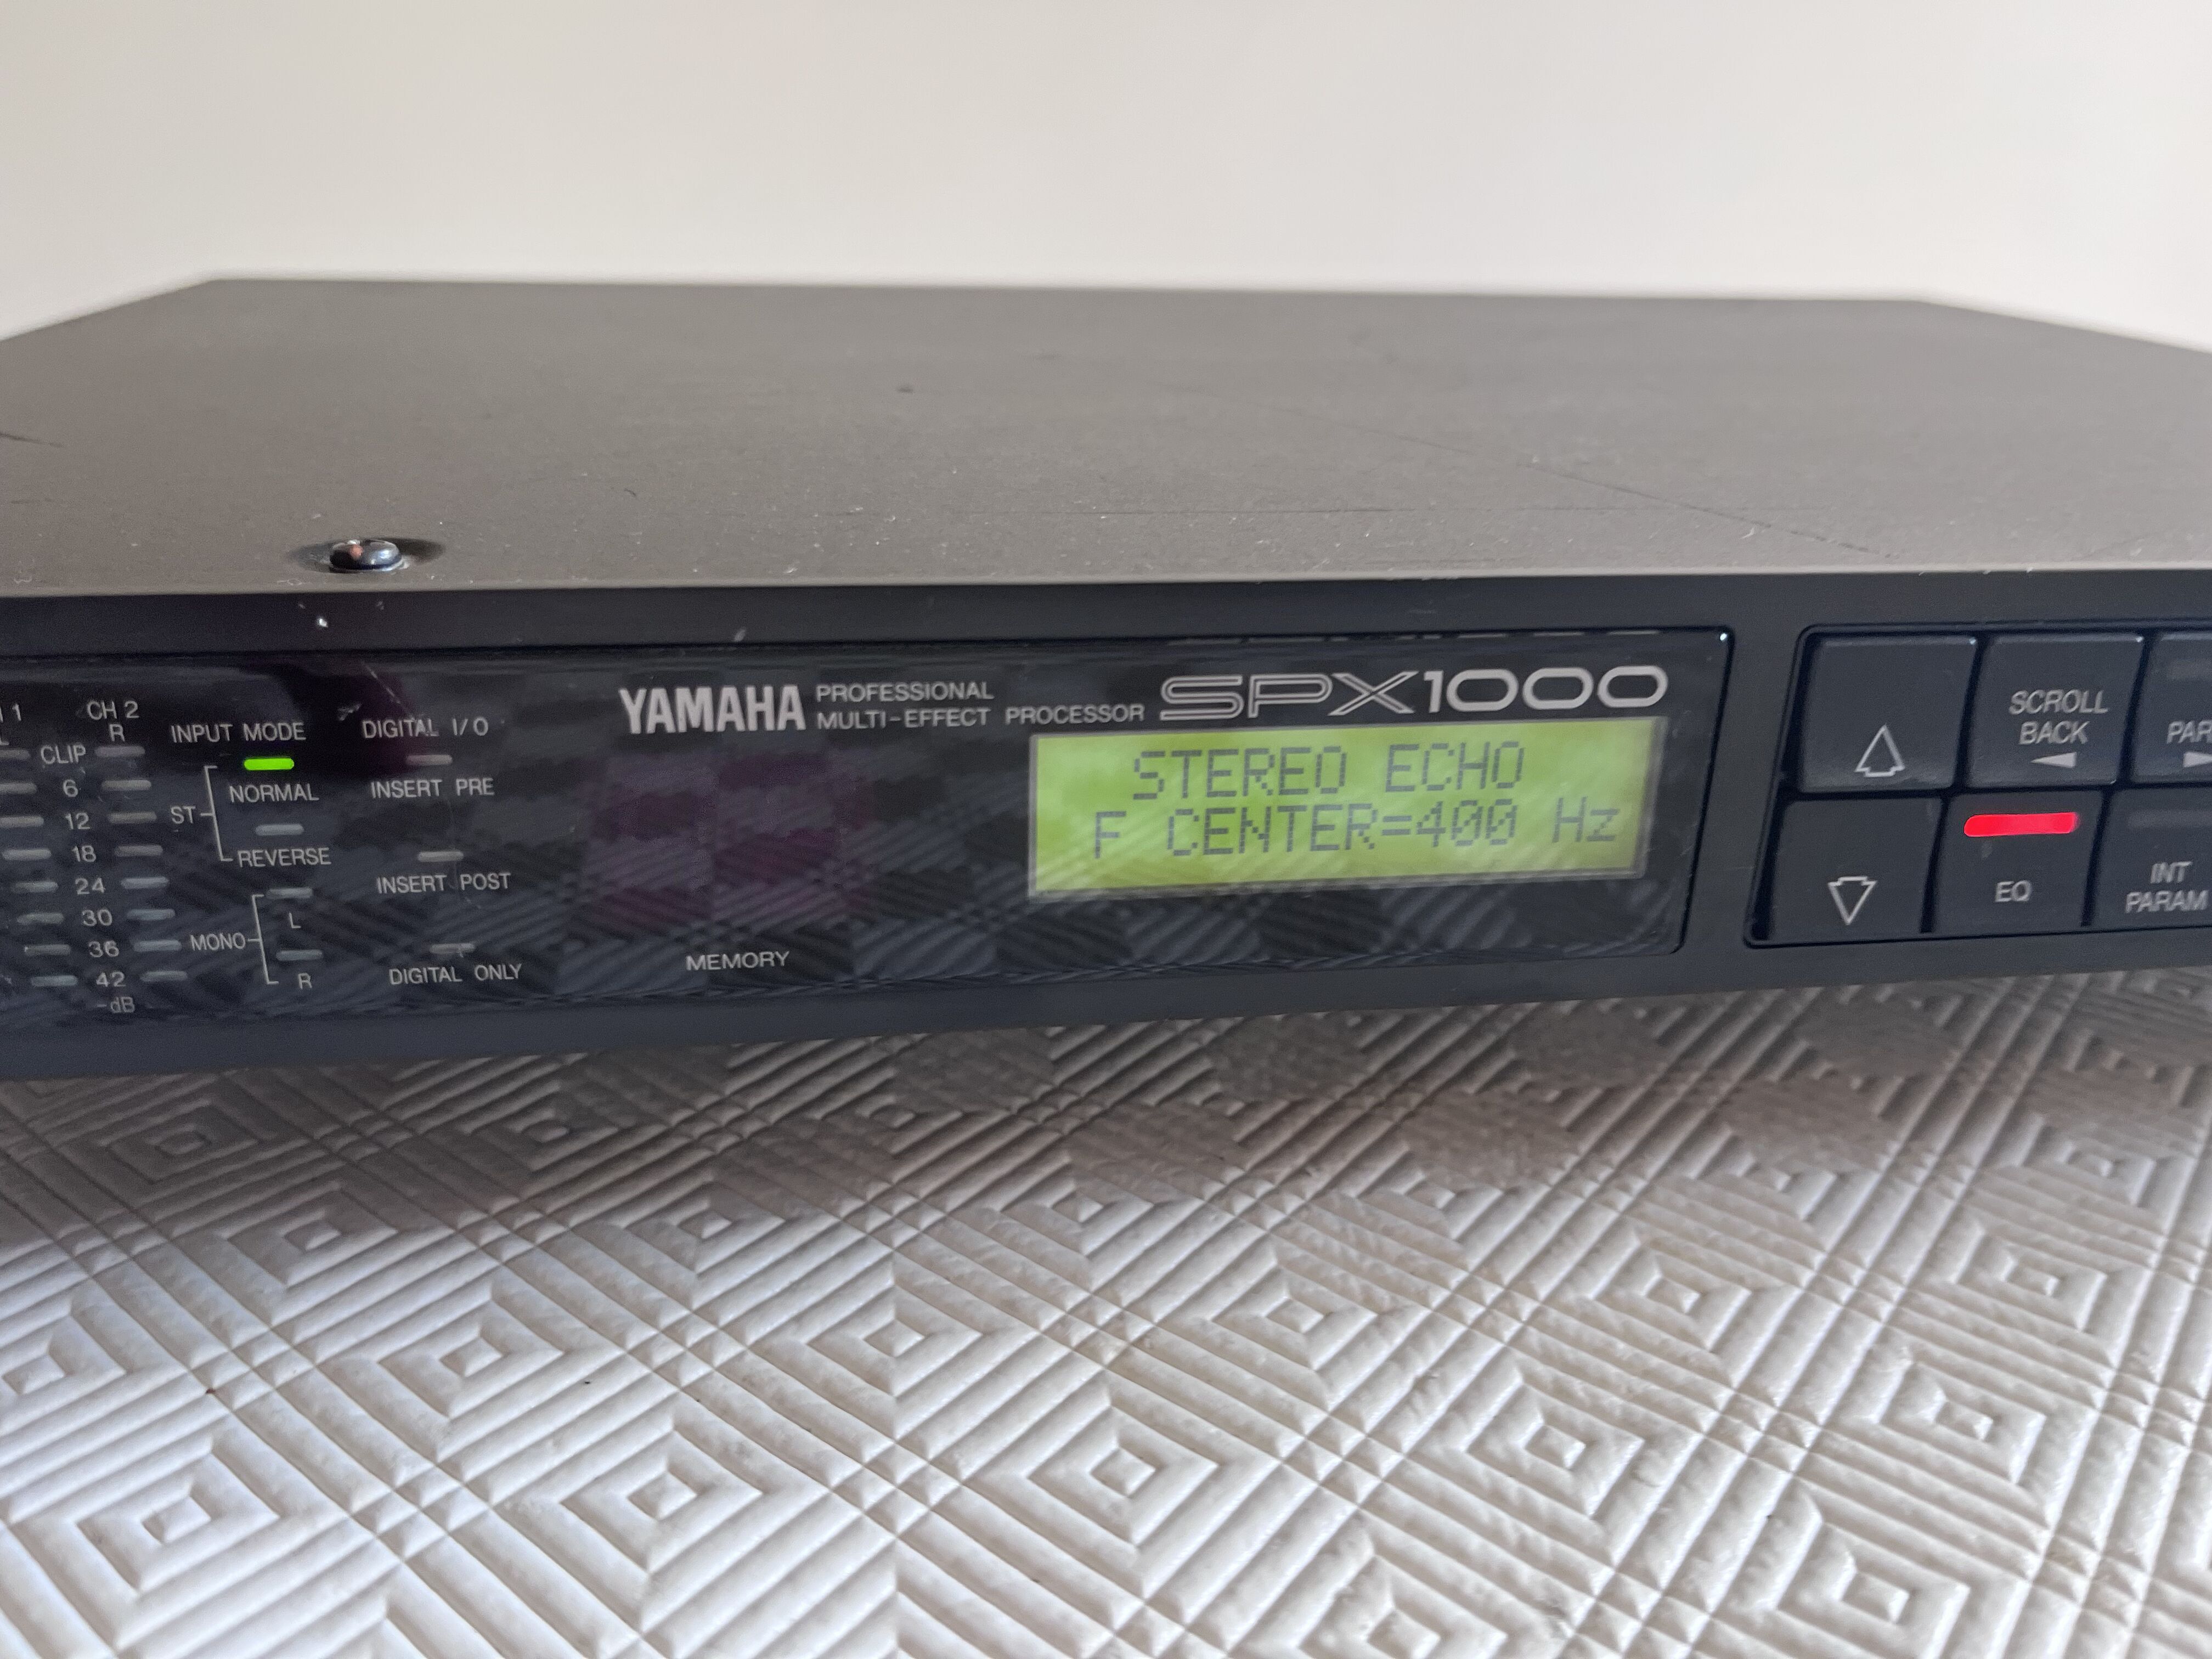 CH 2
R
CLIP
6
12
18
24
30
36
42
-dB
INPUT MODE
NORMAL
ST
REVERSE
L
MONO
R
DIGITAL I/O
INSERT PRE
INSERT POST
DIGITAL ONLY
YAMAHA
PROFESSIONAL
MULTI-EFFECT PROCESSOR
SPX1000
STEREO ECHO
F CENTER=400 Hz
MEMORY
SCROLL
BACK
PAR
EQ
INT
PARAM